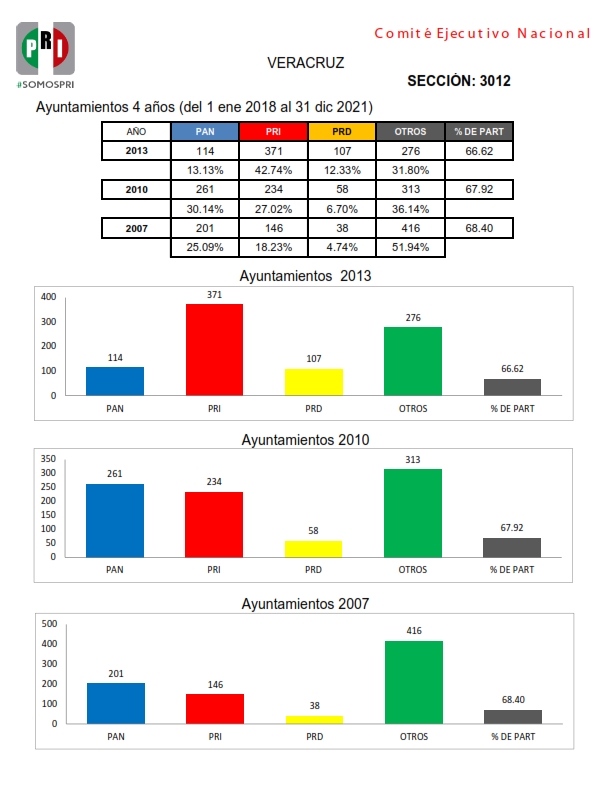 Comité Ejecutivo Nacional
PRI
#SOMOSPRI
VERACRUZ
SECCIÓN: 3012
Ayuntamientos 4 años (del 1 ene 2018 al 31 dic 2021)
AÑO PAN PRI PRD OTROS % DE PART
2013 114 371 107 276 66.62
13.13% 42.74% 12.33% 31.80%
2010 261 234 58 313 67.92
30.14% 27.02% 6.70% 36.14%
2007 201 146 38 416 68.40
25.09% 18.23% 4.74% 51.94%
Ayuntamientos 2013
400
300
200
100
0
114 371 107 276 66.62
PAN PRI PRD OTROS % DE PART
Ayuntamientos 2010
350
300
250
200
150
100
50
0
261 234 58 313 67.92
PAN PRI PRD OTROS % DE PART
Ayuntamientos 2007
500
400
300
200
100
0
201 146 38 416 68.40
PAN PRI PRD OTROS % DE PART